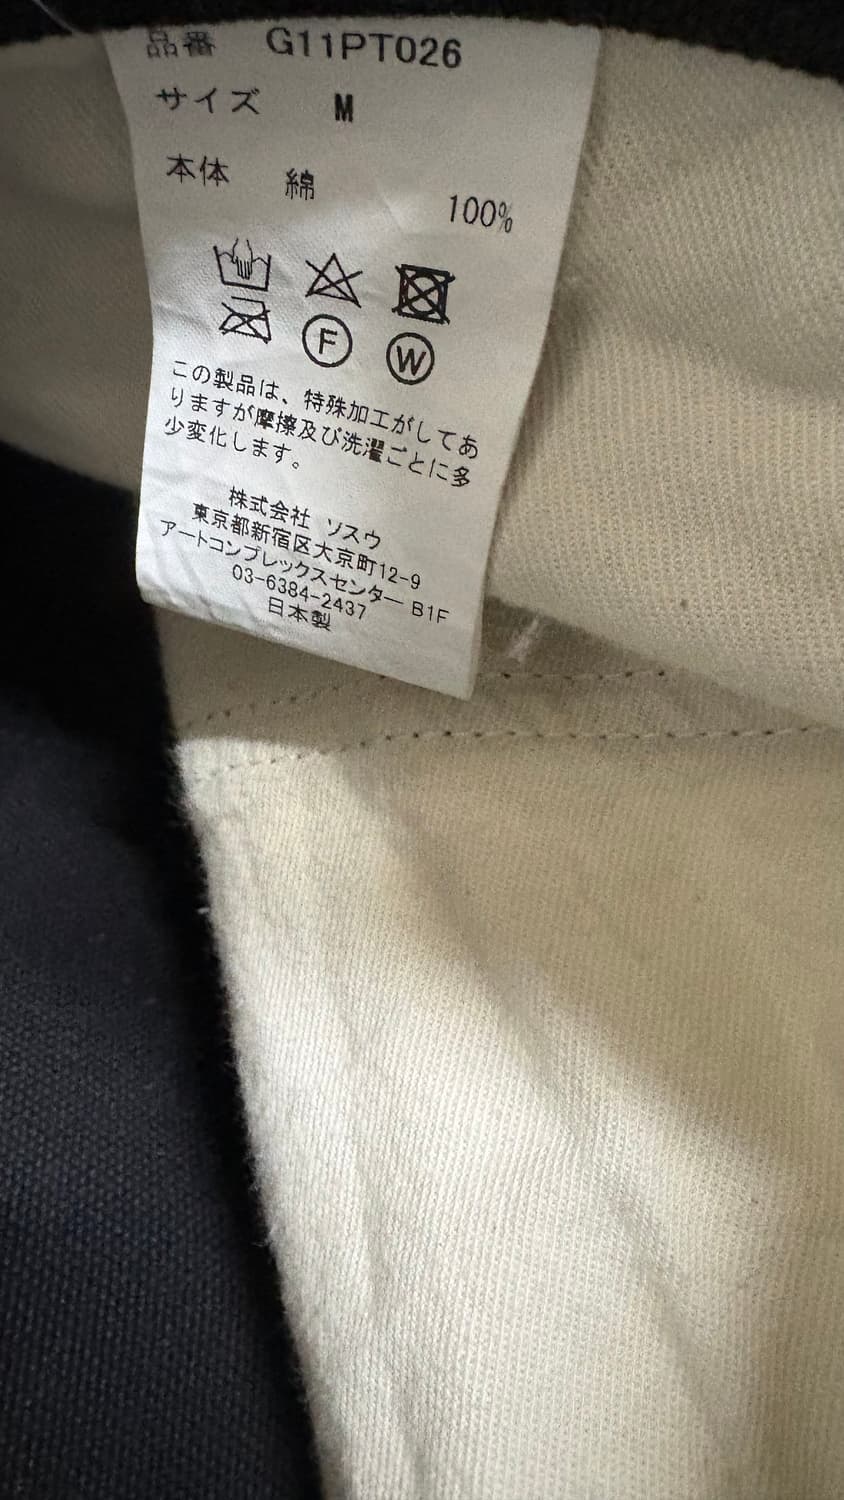 品番 G11PT026
サイズ M
本体 綿 100%
F W
この製品は、特殊加工がしてあ
りますが摩擦及び洗濯ごとに多
少変化します。
株式会社 ソスウ
東京都新宿区大京町12-9
アートコンプレックスセンター B1F
03-6384-2437
日本製